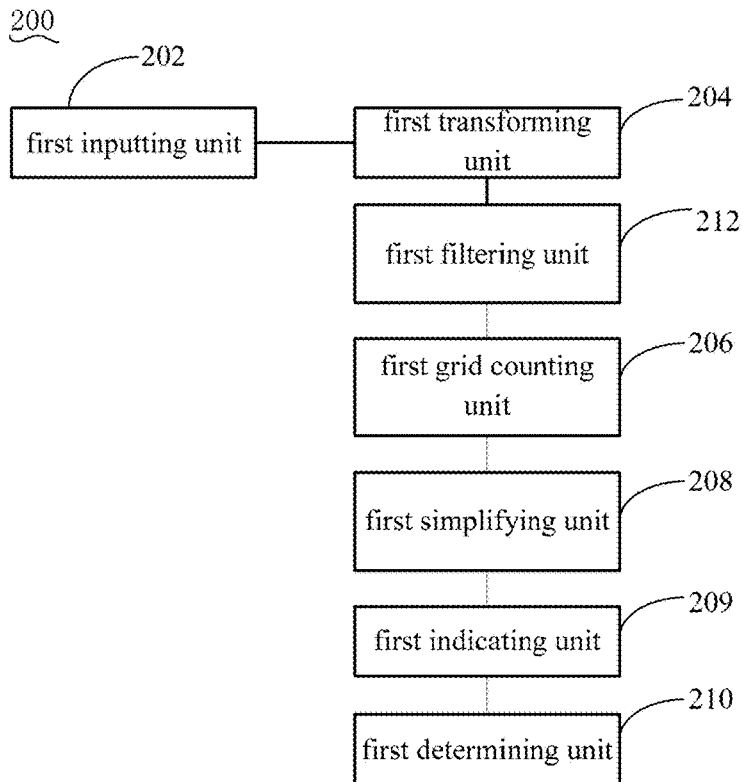 200
202
first inputting unit
204
first transforming
unit
212
first filtering unit
206
first grid counting
unit
208
first simplifying unit
209
first indicating unit
210
first determining unit